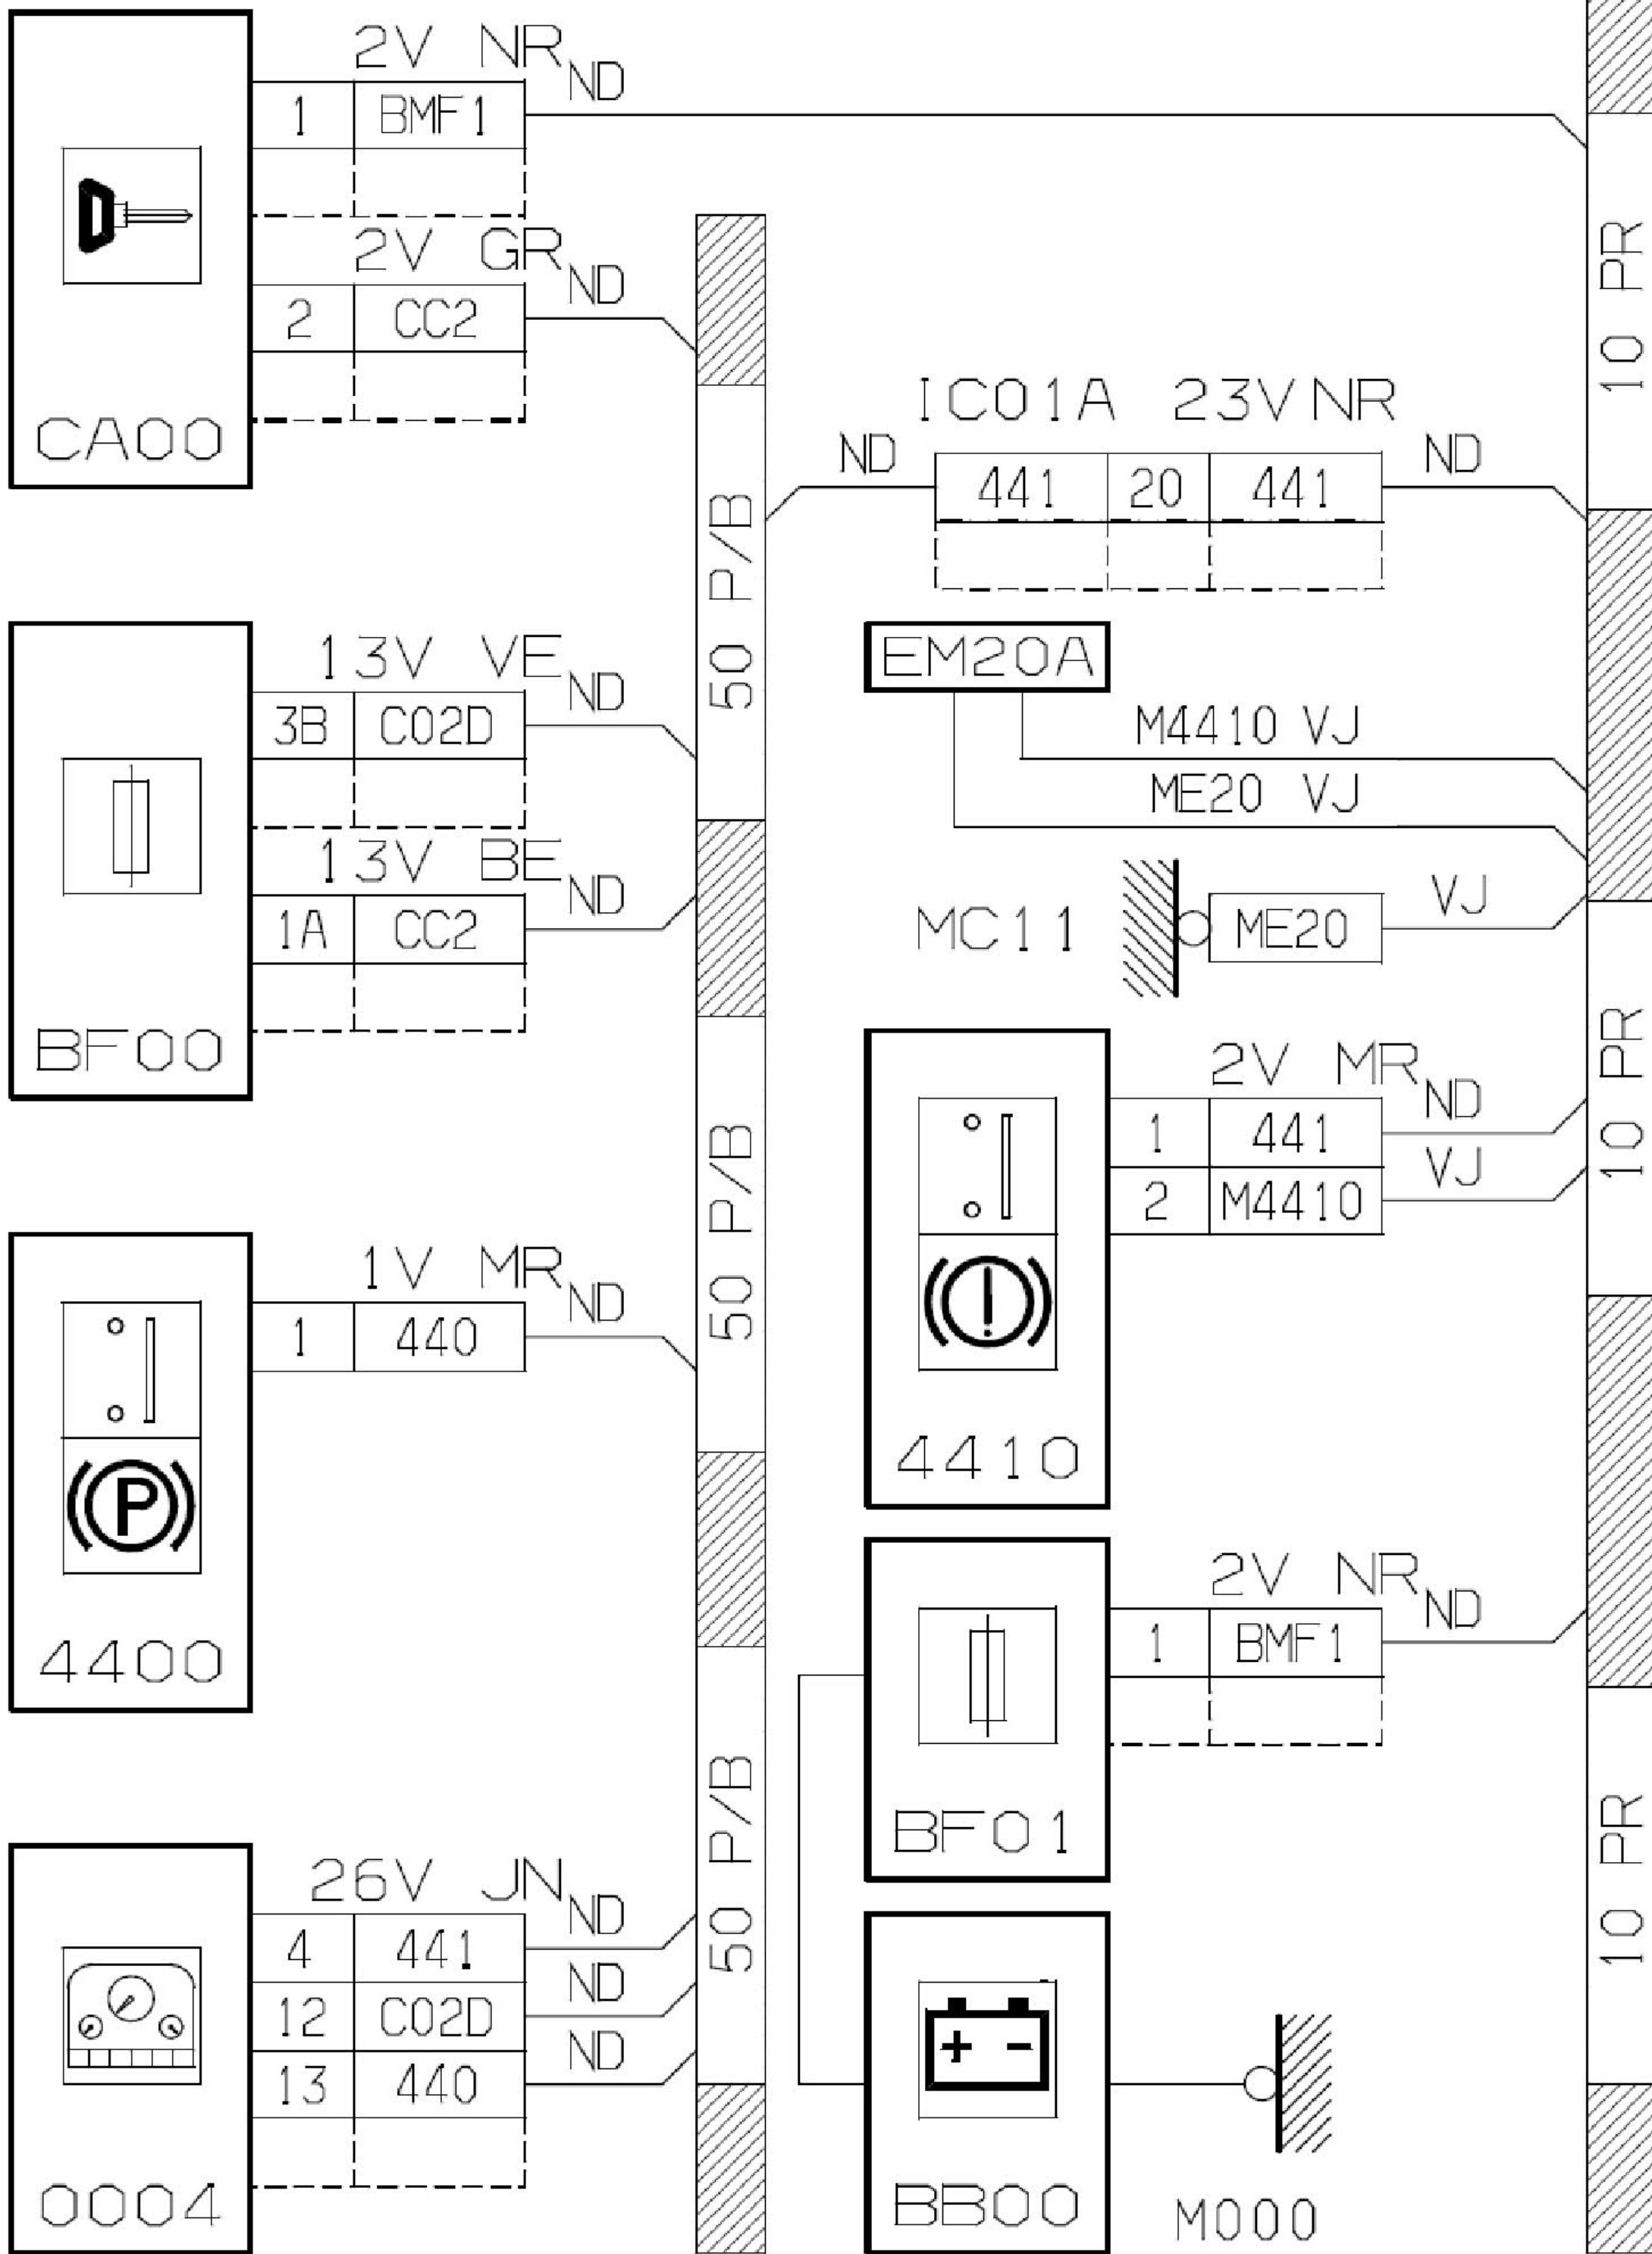 2V NR
ND
1 BMF1
2V GR
ND
2 CC2
CA00
13V VE
ND
3B C02D
13V BE
ND
1A CC2
BF00
1V MR
ND
1 440
4400
26V JN
ND
4 441
ND
12 C02D
ND
13 440
0004
50 P/B
50 P/B
50 P/B
IC01A 23V NR
ND 441 20 441 ND
EM20A
M4410 VJ
ME20 VJ
MC11 ME20 VJ
2V MR
ND
1 441
VJ
2 M4410
4410
2V NR
ND
1 BMF1
BF01
+ -
BB00
M000
10 PR
10 PR
10 PR